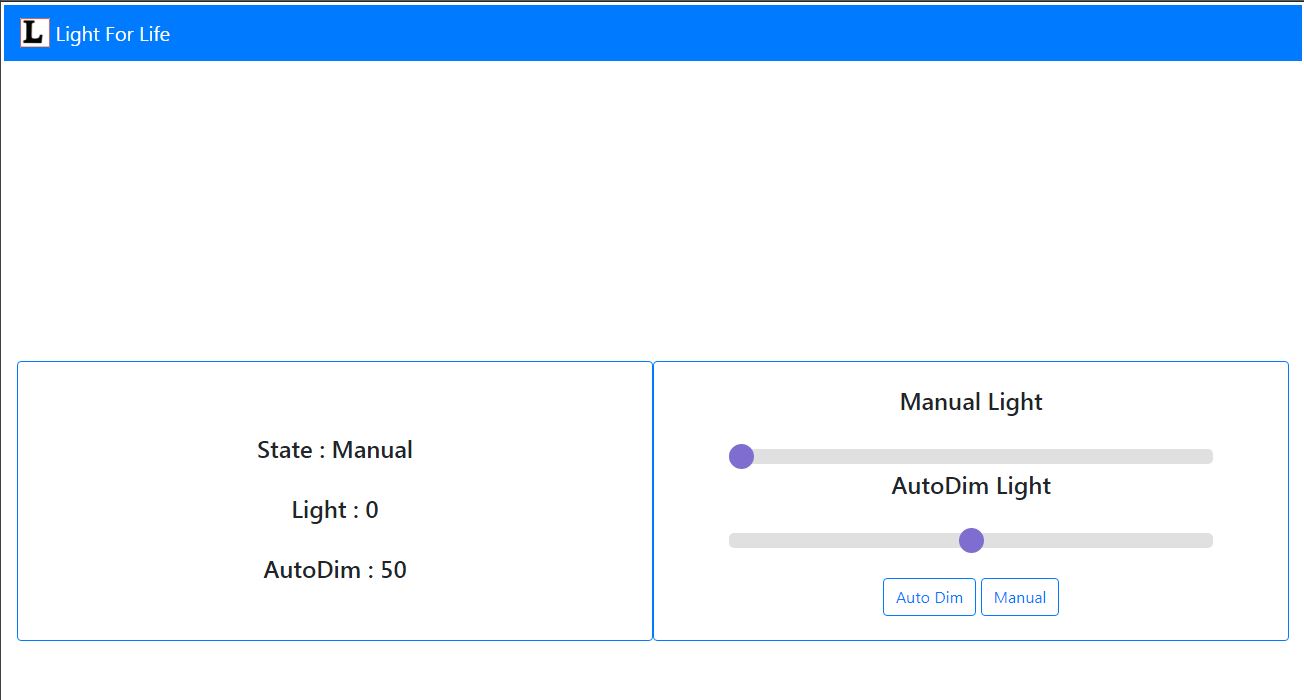 L Light For Life
State : Manual
Light : 0
AutoDim : 50
Manual Light
AutoDim Light
Auto Dim Manual